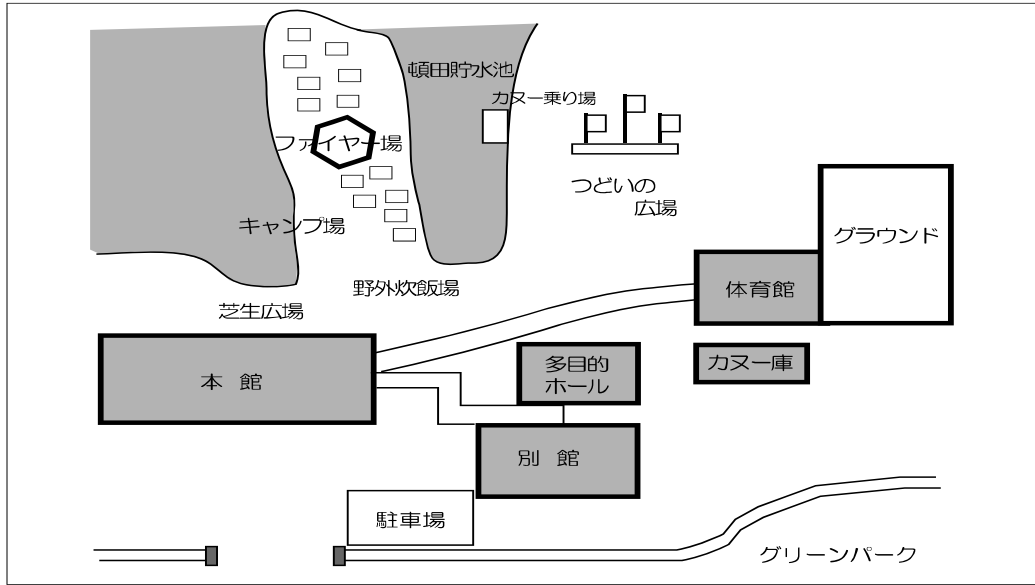 頓田貯水池
カヌー乗り場
ファイヤー場
つどいの
広場
キャンプ場
グラウンド
野外炊飯場
体育館
芝生広場
本 館
多目的
ホール
カヌー庫
別 館
駐車場
グリーンパーク